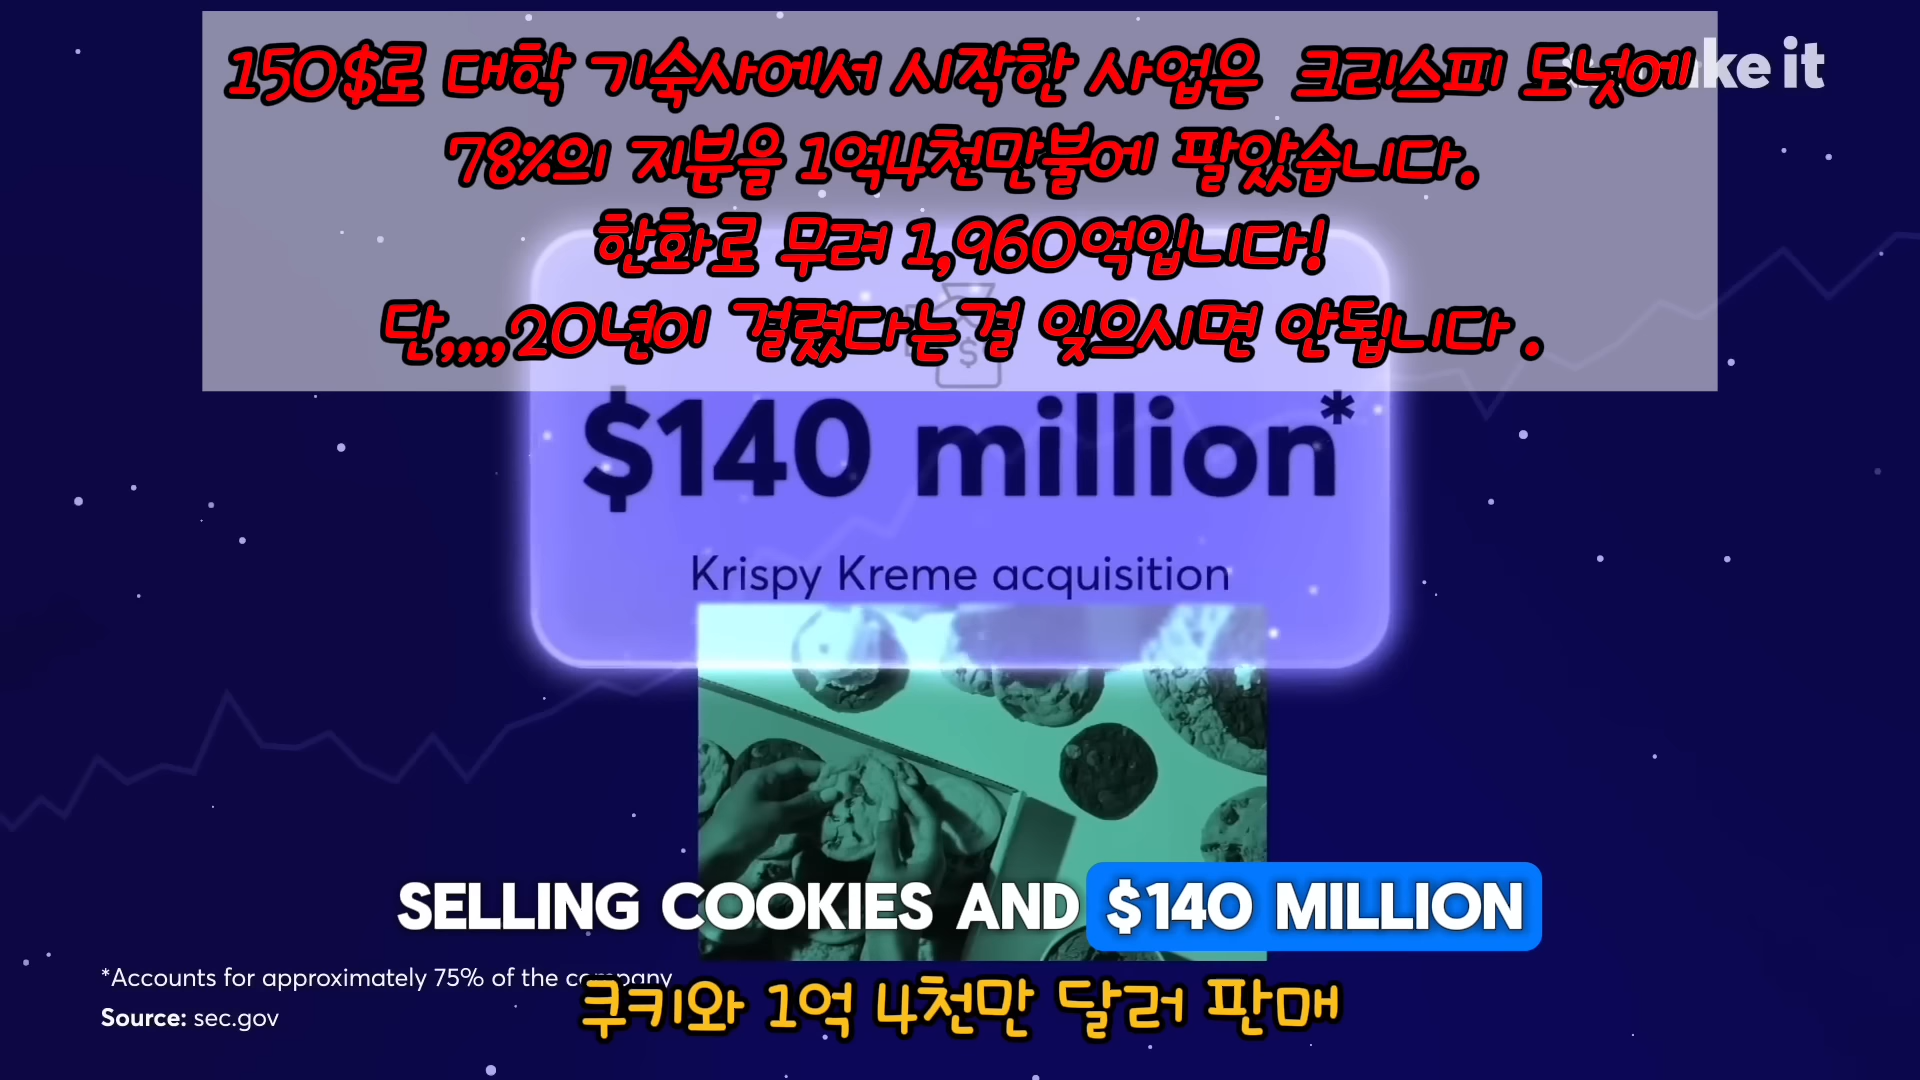 150$로 대학 기숙사에서 시작한 사업은 크리스피 도넛에
ke it
78%의 지분을 1억4천만불에 팔았습니다.
한화로 무려 1,960억입니다!
단,,,,20년이 결렸다는걸 잊으시면 안됩니다 .
$140 million*
Krispy Kreme acquisition
SELLING COOKIES AND $140 MILLION
*Accounts for approximately 75% of the company
쿠키와 1억 4천만 달러 판매
Source: sec.gov